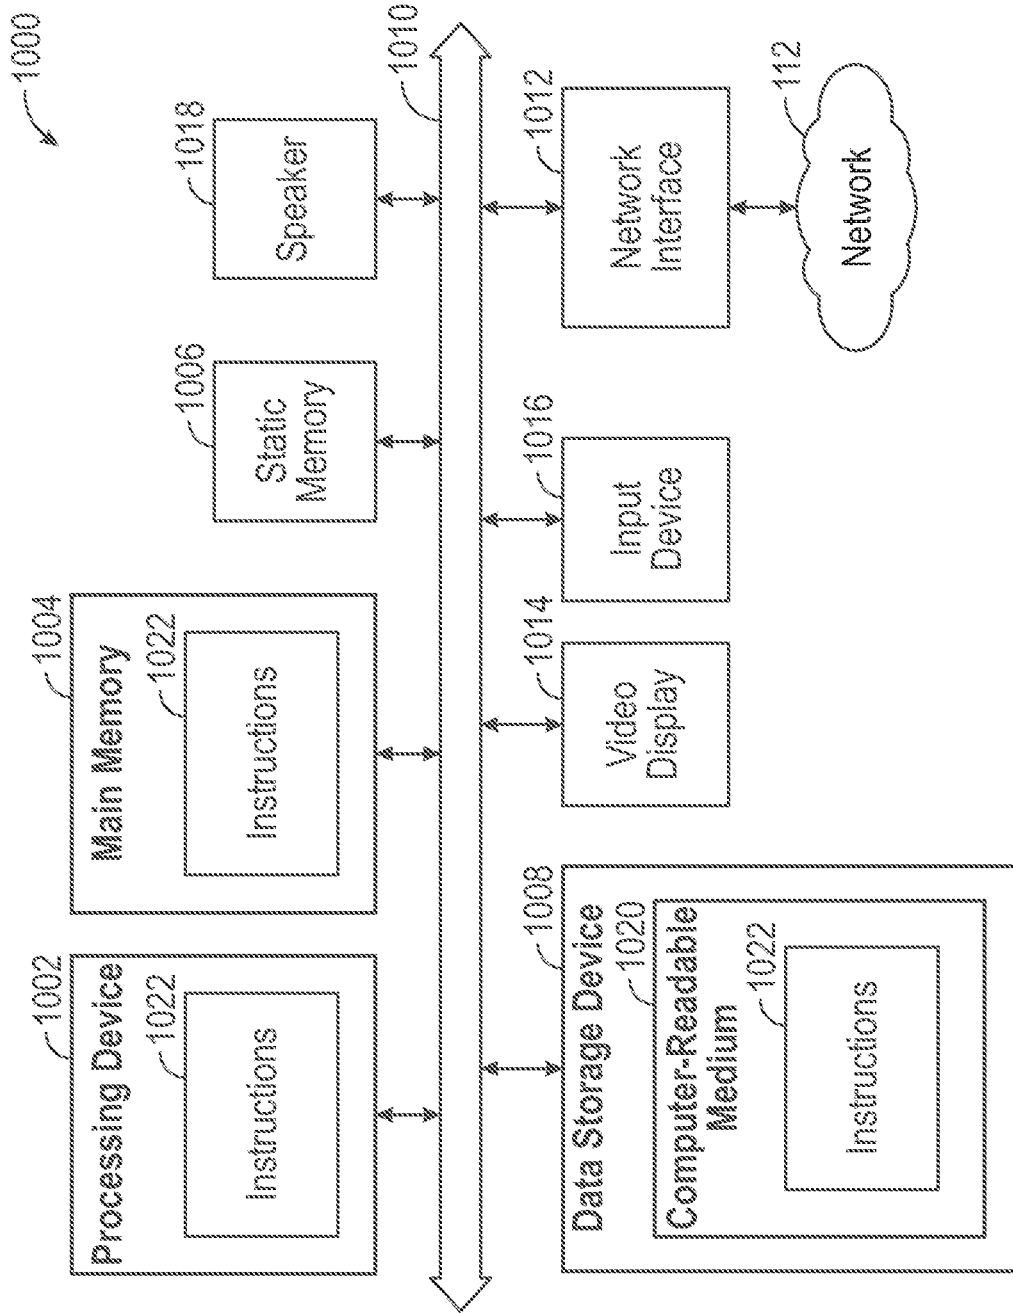 1000
1002
Processing Device
1022
Instructions
1004
Main Memory
1022
Instructions
1006
Static
Memory
1018
Speaker
1010
1008
Data Storage Device
1020
Computer-Readable
Medium
1022
Instructions
1014
Video
Display
1016
Input
Device
1012
Network
Interface
112
Network